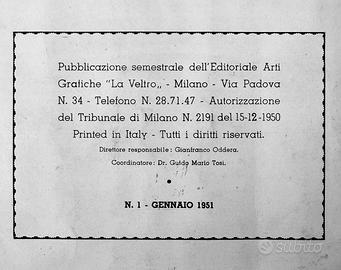 Pubblicazione semestrale dell'Editoriale Arti
Grafiche "La Veltro„ - Milano - Via Padova
N. 34 - Telefono N. 28.71.47 - Autorizzazione
del Tribunale di Milano N. 2191 del 15-12-1950
Printed in Italy - Tutti i diritti riservati.
Direttore responsabile: Gianfranco Oddera.
Coordinatore: Dr. Guido Mario Tosi.
N. 1 - GENNAIO 1951
subito